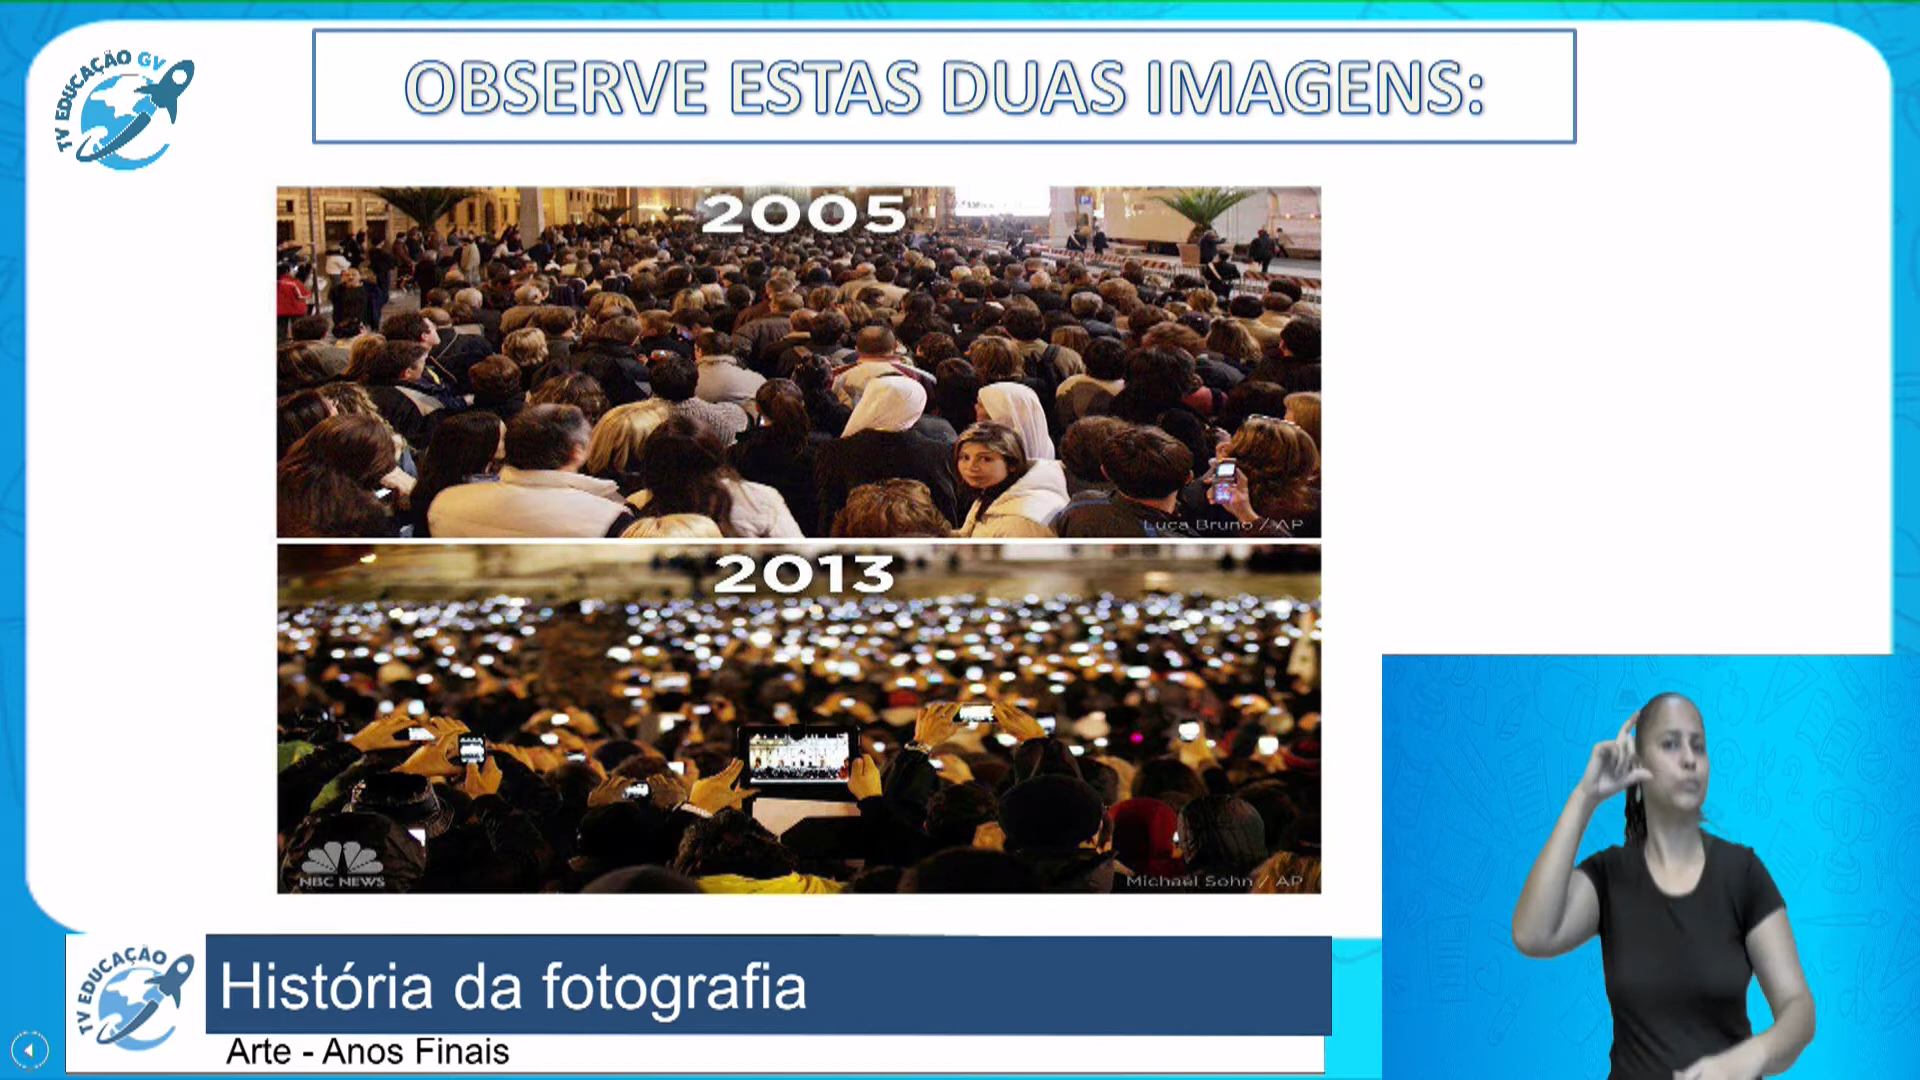 TV EDUCAÇÃO GV
OBSERVE ESTAS DUAS IMAGENS:
2005
Luca Bruno / AP
2013
NBC NEWS
Michael Sohn / AP
TV EDUCAÇÃO
História da fotografia
Arte - Anos Finais